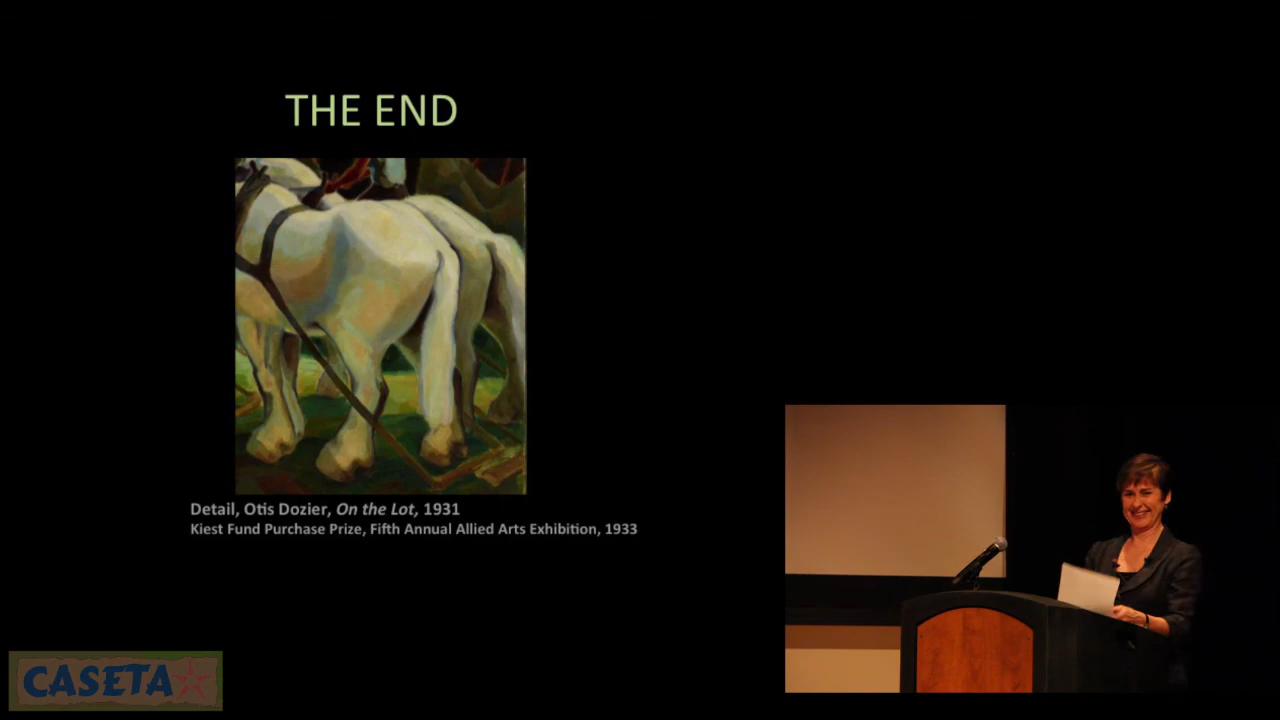 THE END
Detail, Otis Dozier, On the Lot, 1931
Kiest Fund Purchase Prize, Fifth Annual Allied Arts Exhibition, 1933
CASETA